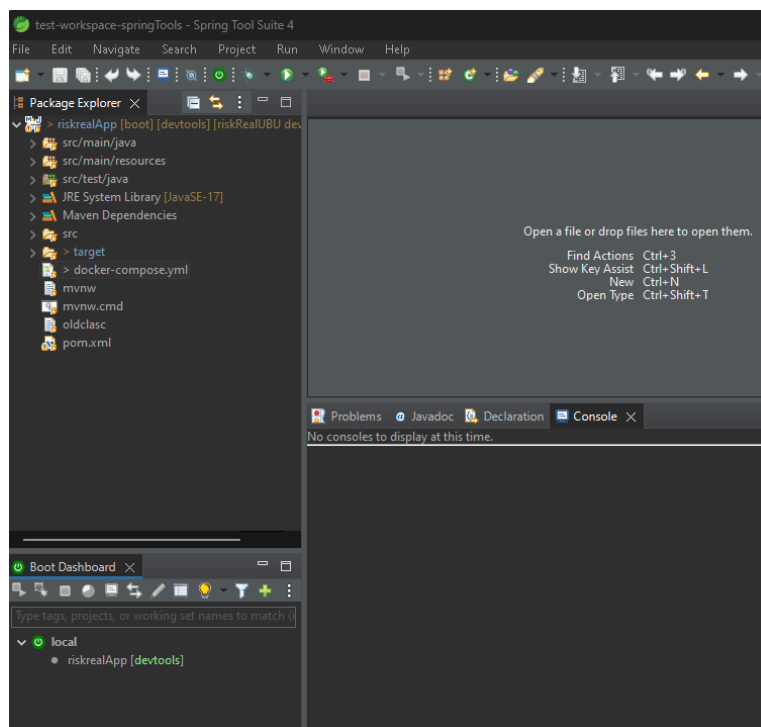 test-workspace-springTools - Spring Tool Suite 4
File Edit Navigate Search Project Run Window Help
Package Explorer
> riskrealApp [boot] [devtools] [riskRealUBU dev
> src/main/java
> src/main/resources
> src/test/java
> JRE System Library [JavaSE-17]
> Maven Dependencies
> src
> > target
> docker-compose.yml
mvnw
mvnw.cmd
oldclasc
pom.xml
Open a file or drop files here to open them.
Find Actions Ctrl+3
Show Key Assist Ctrl+Shift+L
New Ctrl+N
Open Type Ctrl+Shift+T
Problems Javadoc Declaration Console
No consoles to display at this time.
Boot Dashboard
Type tags, projects, or working set names to match (i
local
riskrealApp [devtools]